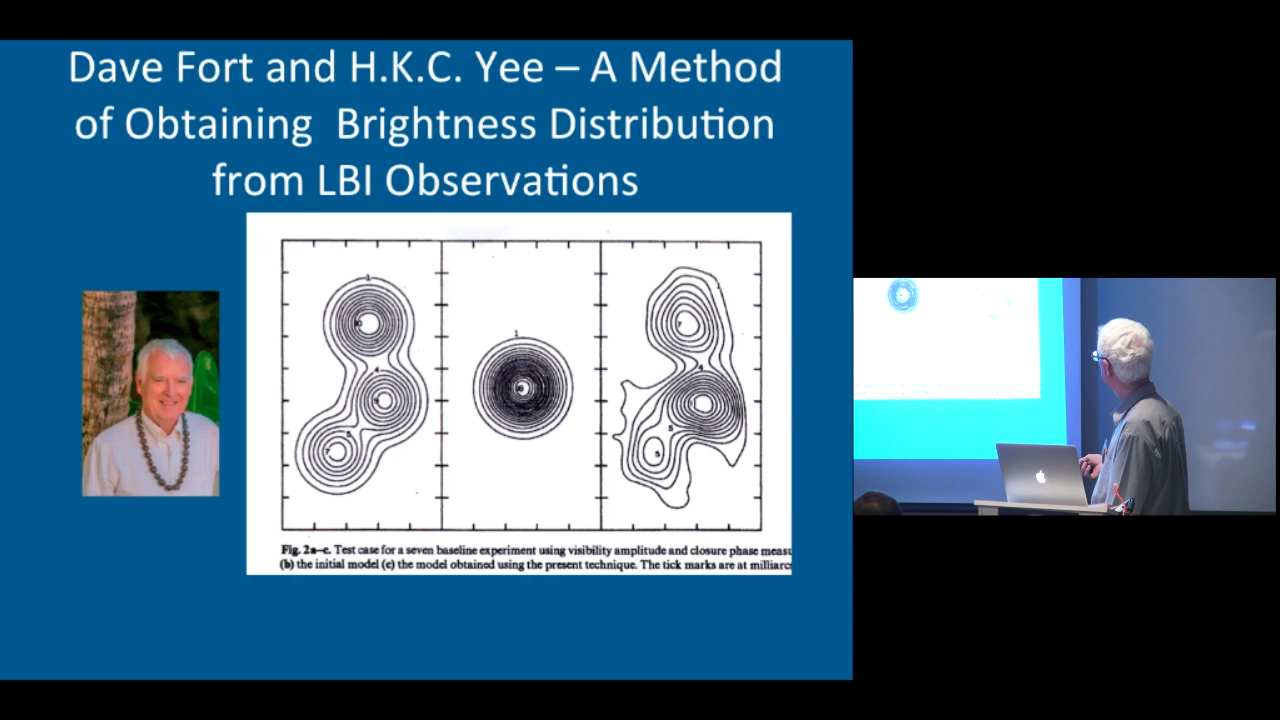 Dave Fort and H.K.C. Yee – A Method
of Obtaining  Brightness Distribution
from LBI Observations
Fig. 2a–c. Test case for a seven baseline experiment using visibility amplitude and closure phase
(b) the initial model (c) the model obtained using the present technique. The tick marks are at